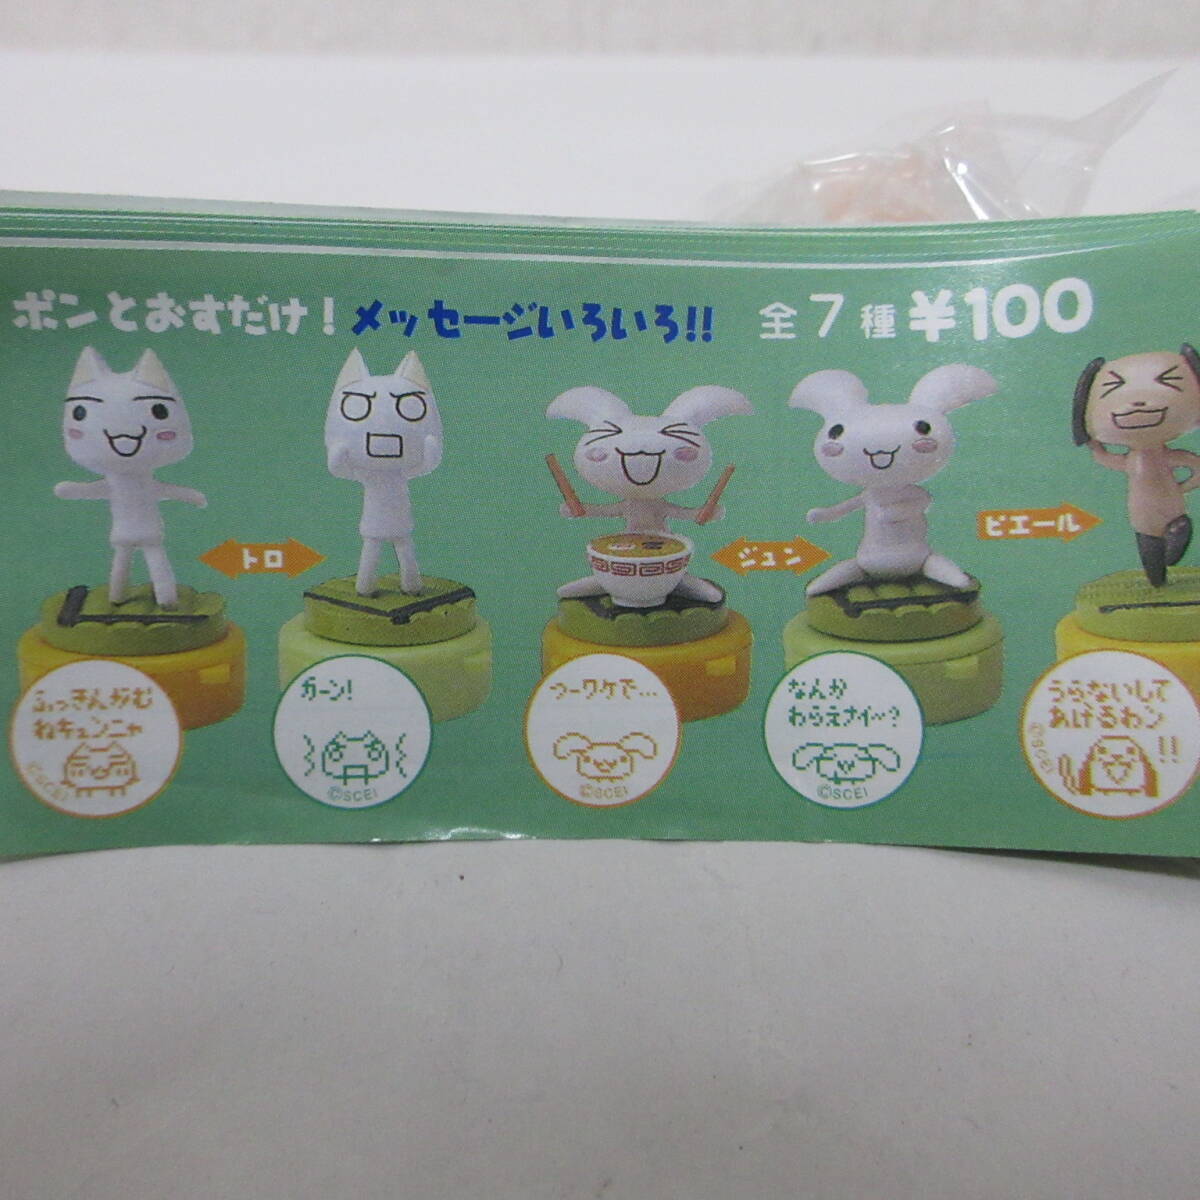 ポンとおすだけ！メッセージいろいろ!! 全7種 ¥100
トロ
ジュン
ピエール
ふっきんがむ
ねキュンニャ
©SCEI
ガーン!
©SCEI
つーワケで…
©SCEI
なんか
わらえナイ～?
©SCEI
うらないして
あげるわン
!!
©SCEI